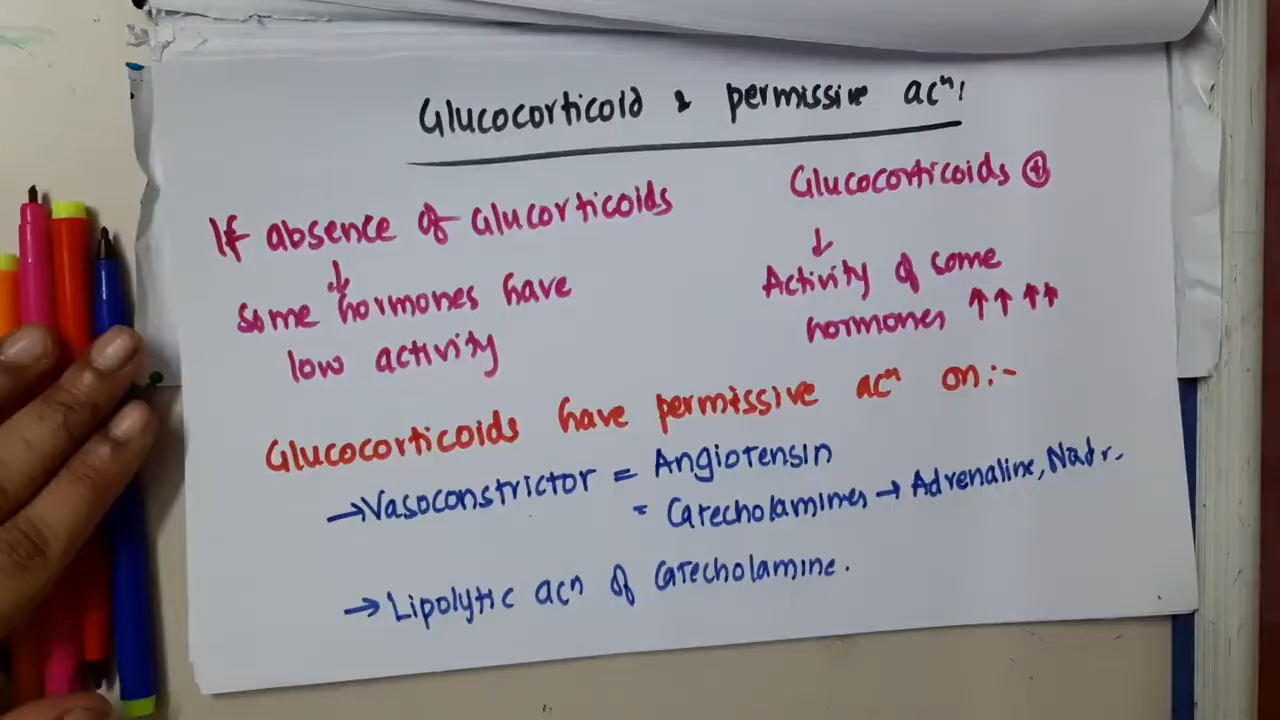 Glucocorticoid & permissive acⁿ:
If absence of Glucorticoids
↓
some hormones have
low activity
Glucocorticoids ⊕
↓
Activity of some
hormones ↑↑↑↑
Glucocorticoids have permissive acⁿ on:-
→Vasoconstrictor = Angiotensin
= Catecholamines → Adrenaline, Nadr.
→ Lipolytic acⁿ of catecholamine.